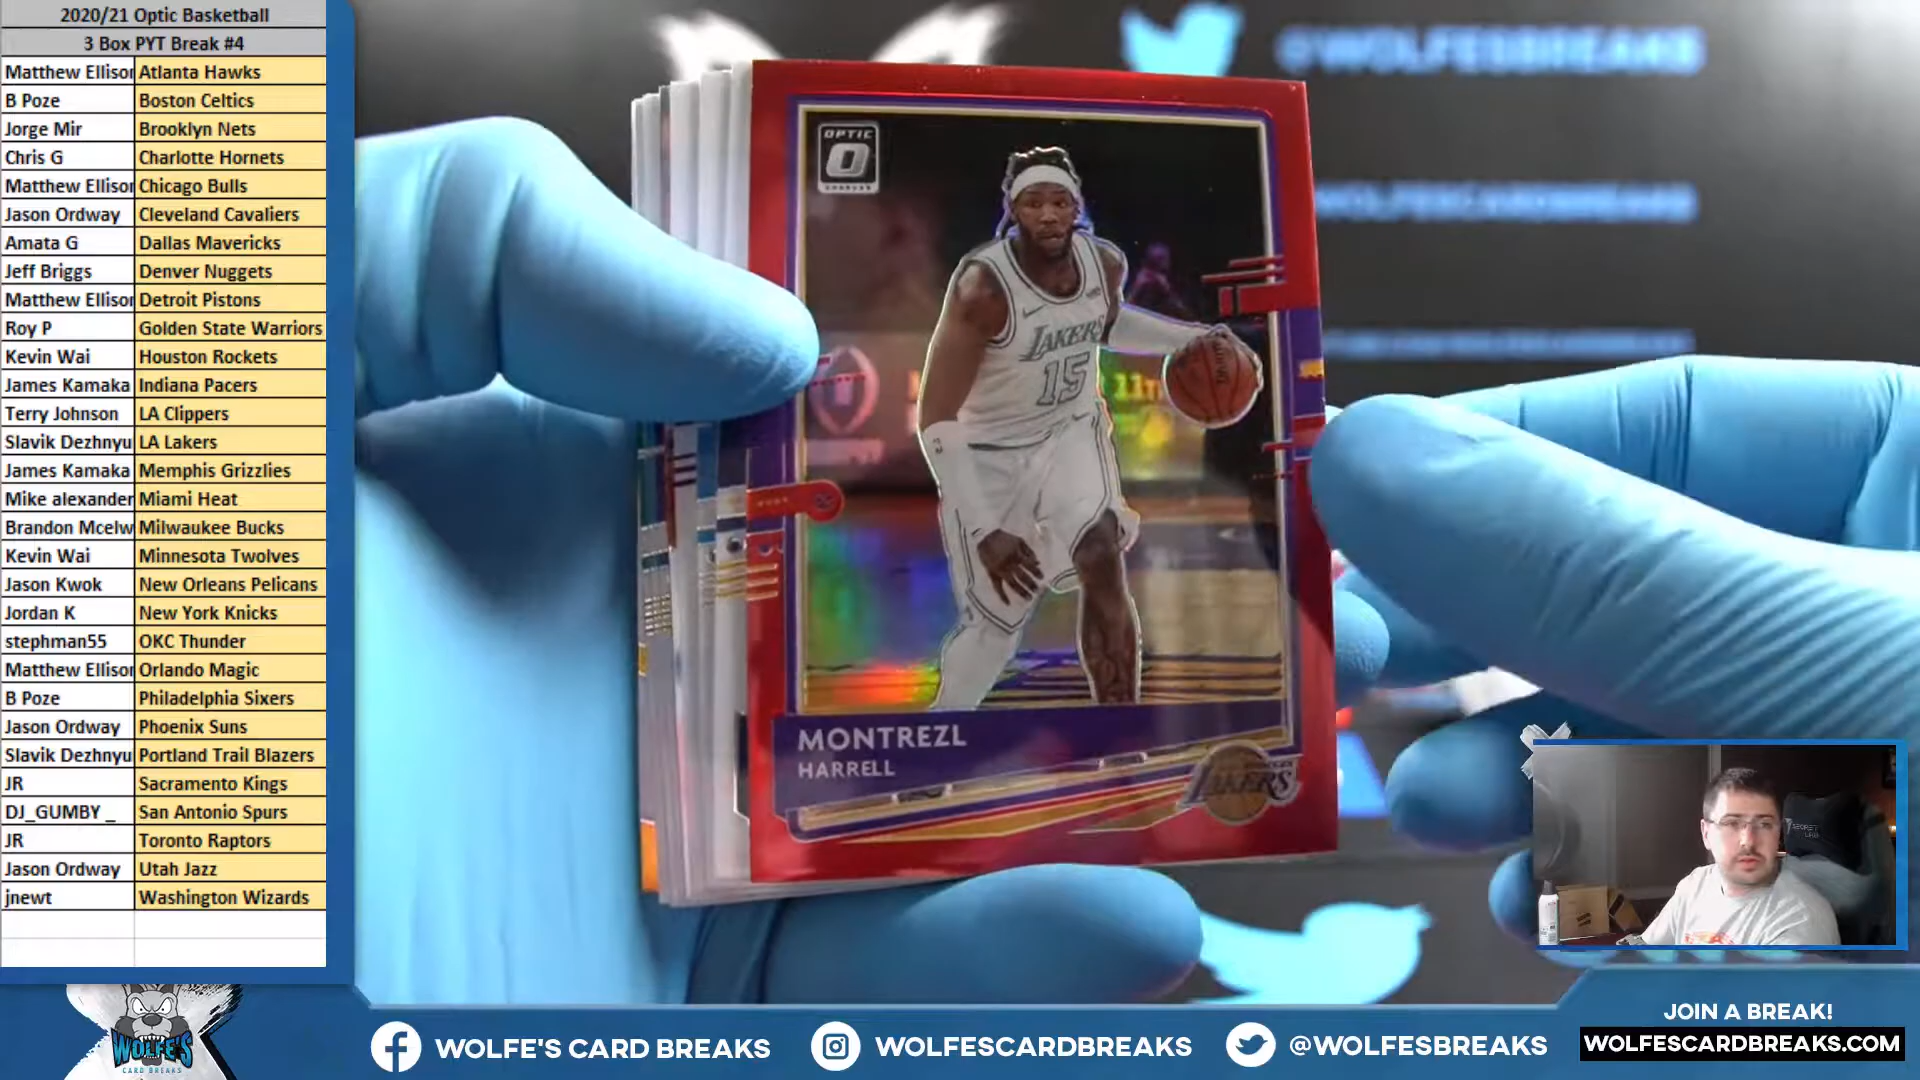 2020/21 Optic Basketball
3 Box PYT Break #4
Matthew Ellison Atlanta Hawks
B Poze Boston Celtics
Jorge Mir Brooklyn Nets
Chris G Charlotte Hornets
Matthew Ellison Chicago Bulls
Jason Ordway Cleveland Cavaliers
Amata G Dallas Mavericks
Jeff Briggs Denver Nuggets
Matthew Ellison Detroit Pistons
Roy P Golden State Warriors
Kevin Wai Houston Rockets
James Kamaka Indiana Pacers
Terry Johnson LA Clippers
Slavik Dezhnyu LA Lakers
James Kamaka Memphis Grizzlies
Mike alexander Miami Heat
Brandon Mcelw Milwaukee Bucks
Kevin Wai Minnesota Twolves
Jason Kwok New Orleans Pelicans
Jordan K New York Knicks
stephman55 OKC Thunder
Matthew Ellison Orlando Magic
B Poze Philadelphia Sixers
Jason Ordway Phoenix Suns
Slavik Dezhnyu Portland Trail Blazers
JR Sacramento Kings
DJ_GUMBY _ San Antonio Spurs
JR Toronto Raptors
Jason Ordway Utah Jazz
jnewt Washington Wizards
@WOLFESBREAKS
WOLFESCARDBREAKS
OPTIC
O
LAKERS
15
MONTREZL
HARRELL
LAKERS
WOLFE'S
CARD BREAKS
WOLFE'S CARD BREAKS
WOLFESCARDBREAKS
@WOLFESBREAKS
JOIN A BREAK!
WOLFESCARDBREAKS.COM